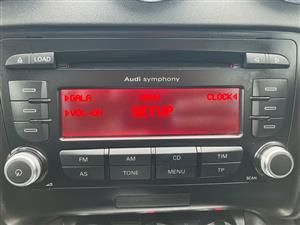 LOAD
Audi symphony
GALA CLOCK
VOL-ON SETUP
FM AM CD TIM
AS TONE MENU TP
SCAN